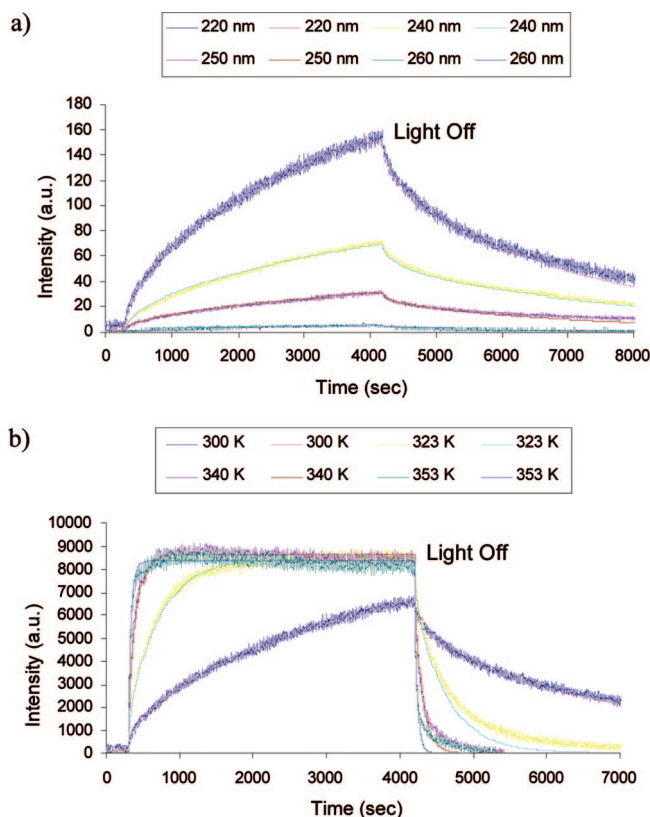 a)
220 nm 220 nm 240 nm 240 nm
250 nm 250 nm 260 nm 260 nm
180
160
140
120
100
80
60
40
20
0
Intensity (a.u.)
Light Off
0 1000 2000 3000 4000 5000 6000 7000 8000
Time (sec)
b)
300 K 300 K 323 K 323 K
340 K 340 K 353 K 353 K
10000
9000
8000
7000
6000
5000
4000
3000
2000
1000
0
Intensity (a.u.)
Light Off
0 1000 2000 3000 4000 5000 6000 7000
Time (sec)